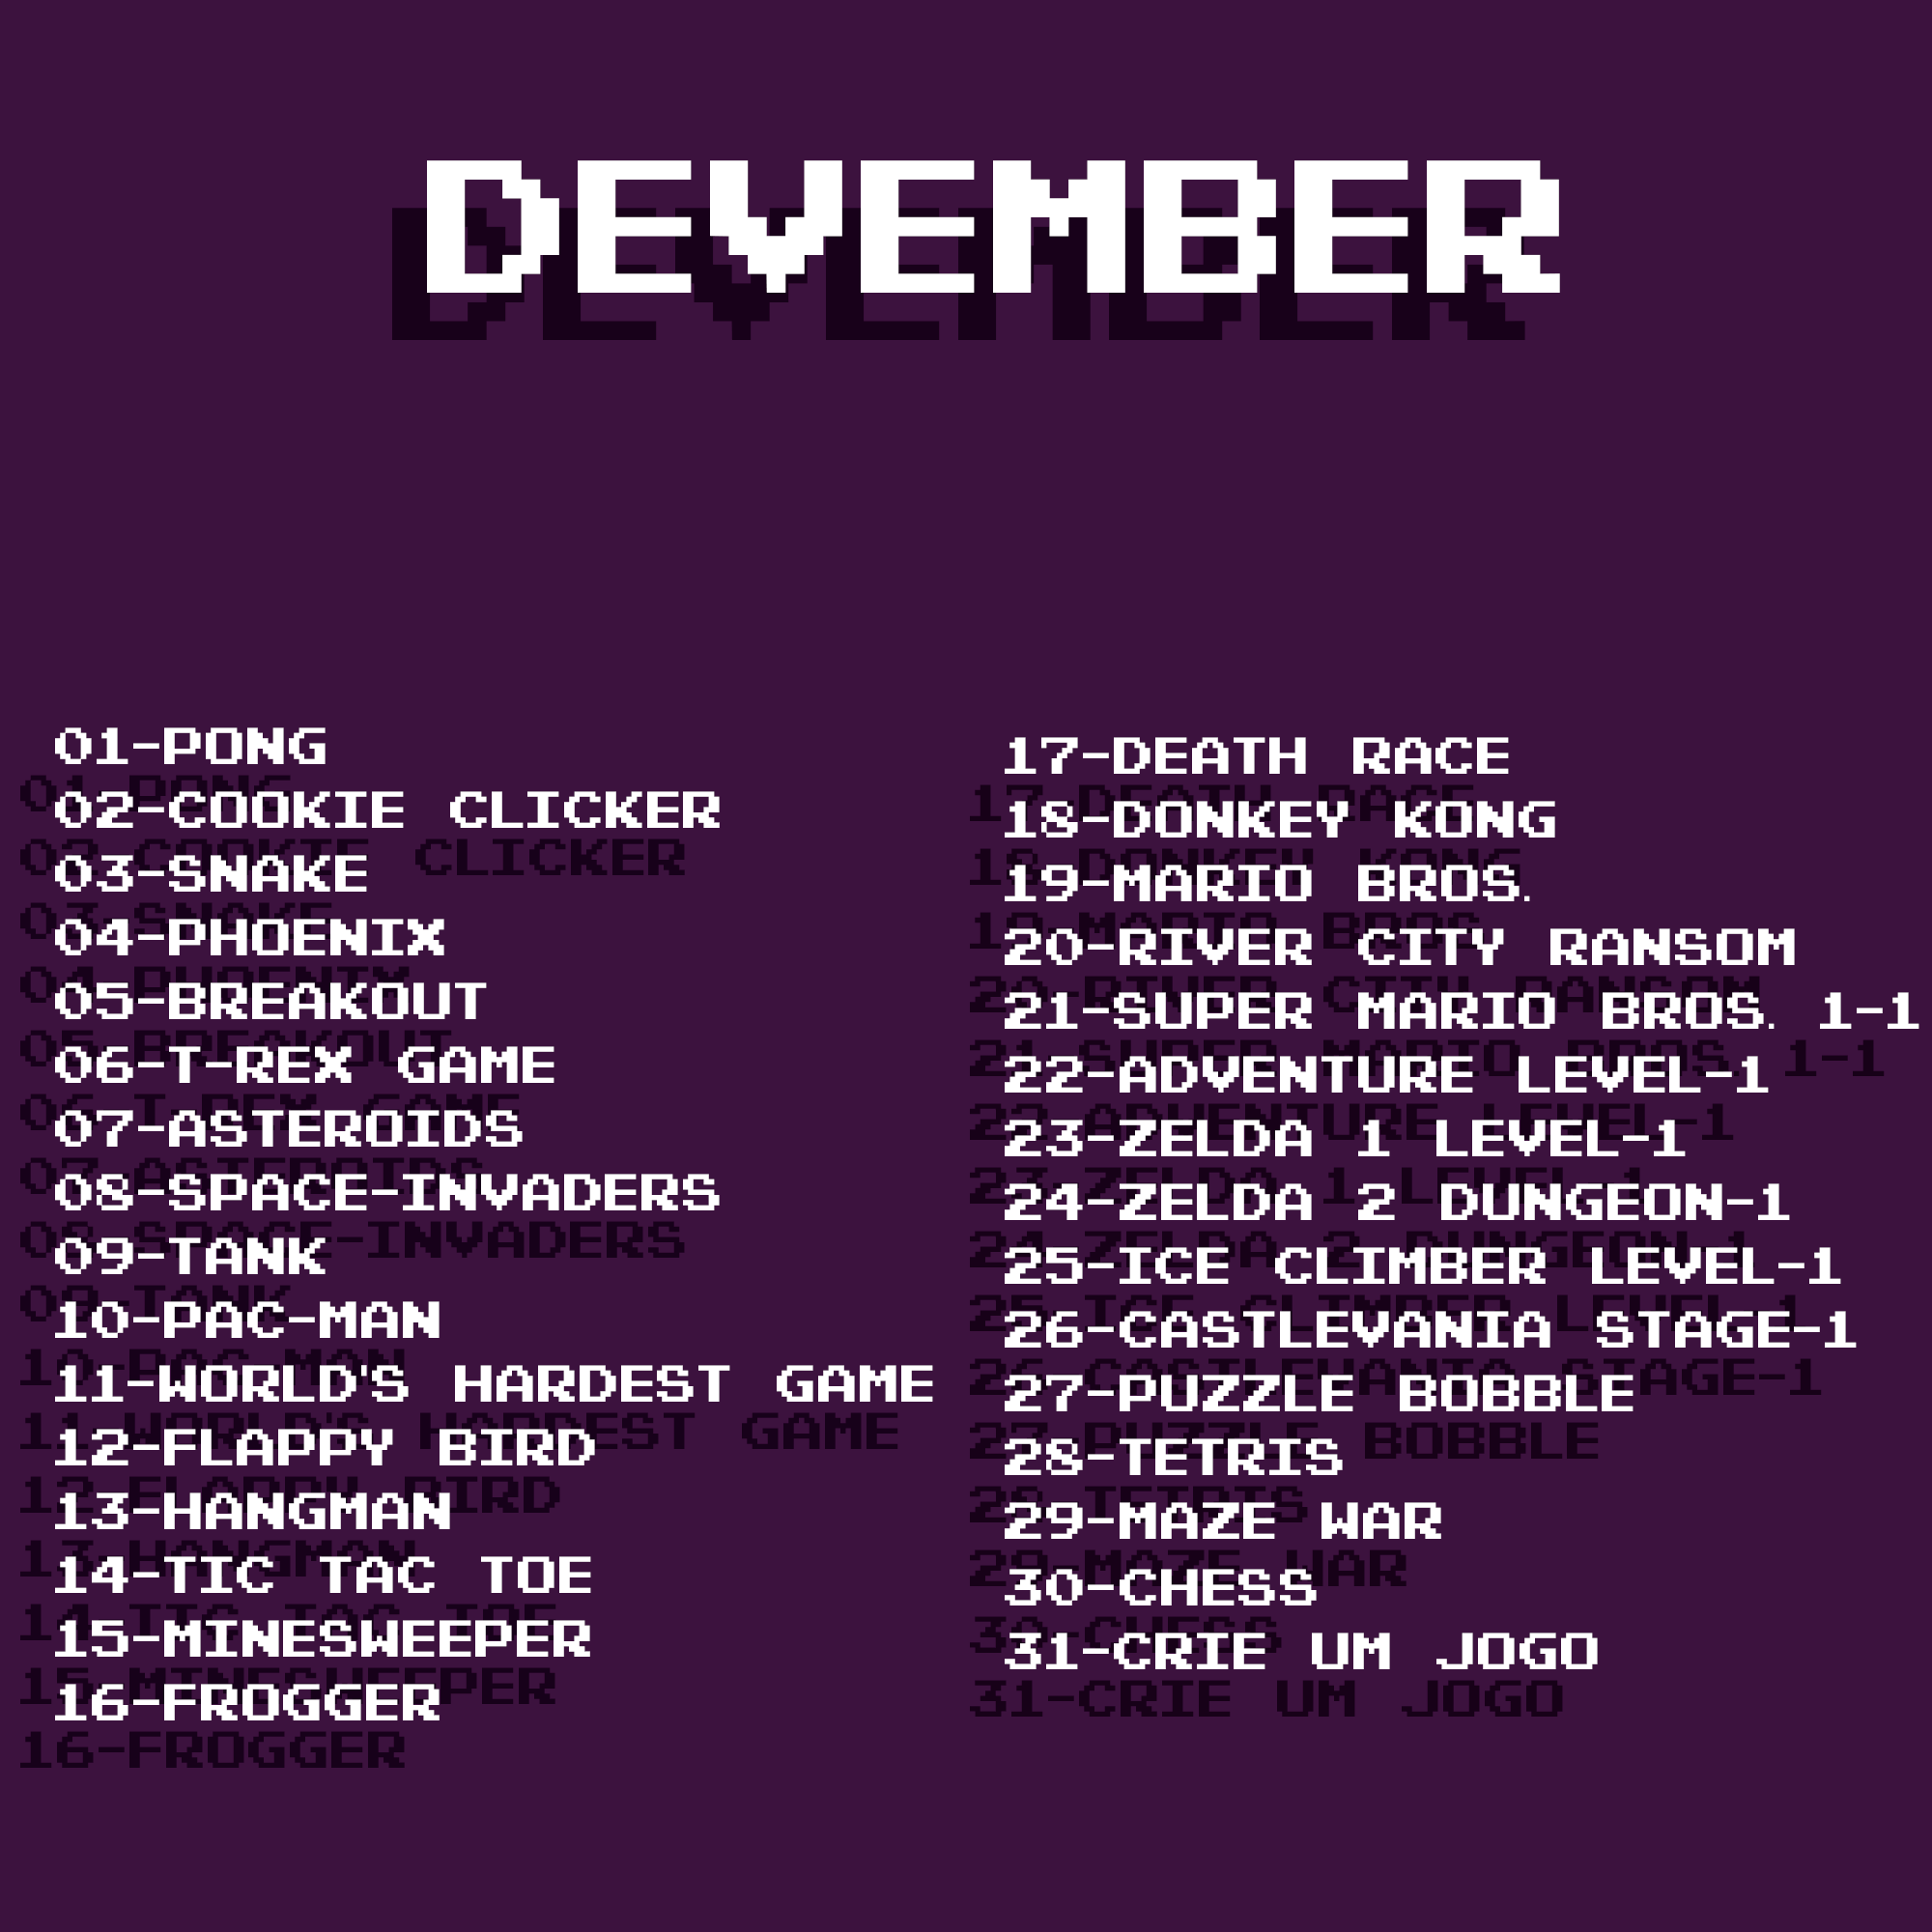 DEVEMBER
01-PONG
02-COOKIE CLICKER
03-SNAKE
04-PHOENIX
05-BREAKOUT
06-T-REX GAME
07-ASTEROIDS
08-SPACE-INVADERS
09-TANK
10-PAC-MAN
11-WORLD'S HARDEST GAME
12-FLAPPY BIRD
13-HANGMAN
14-TIC TAC TOE
15-MINESWEEPER
16-FROGGER
17-DEATH RACE
18-DONKEY KONG
19-MARIO BROS.
20-RIVER CITY RANSOM
21-SUPER MARIO BROS. 1-1
22-ADVENTURE LEVEL-1
23-ZELDA 1 LEVEL-1
24-ZELDA 2 DUNGEON-1
25-ICE CLIMBER LEVEL-1
26-CASTLEVANIA STAGE-1
27-PUZZLE BOBBLE
28-TETRIS
29-MAZE WAR
30-CHESS
31-CRIE UM JOGO